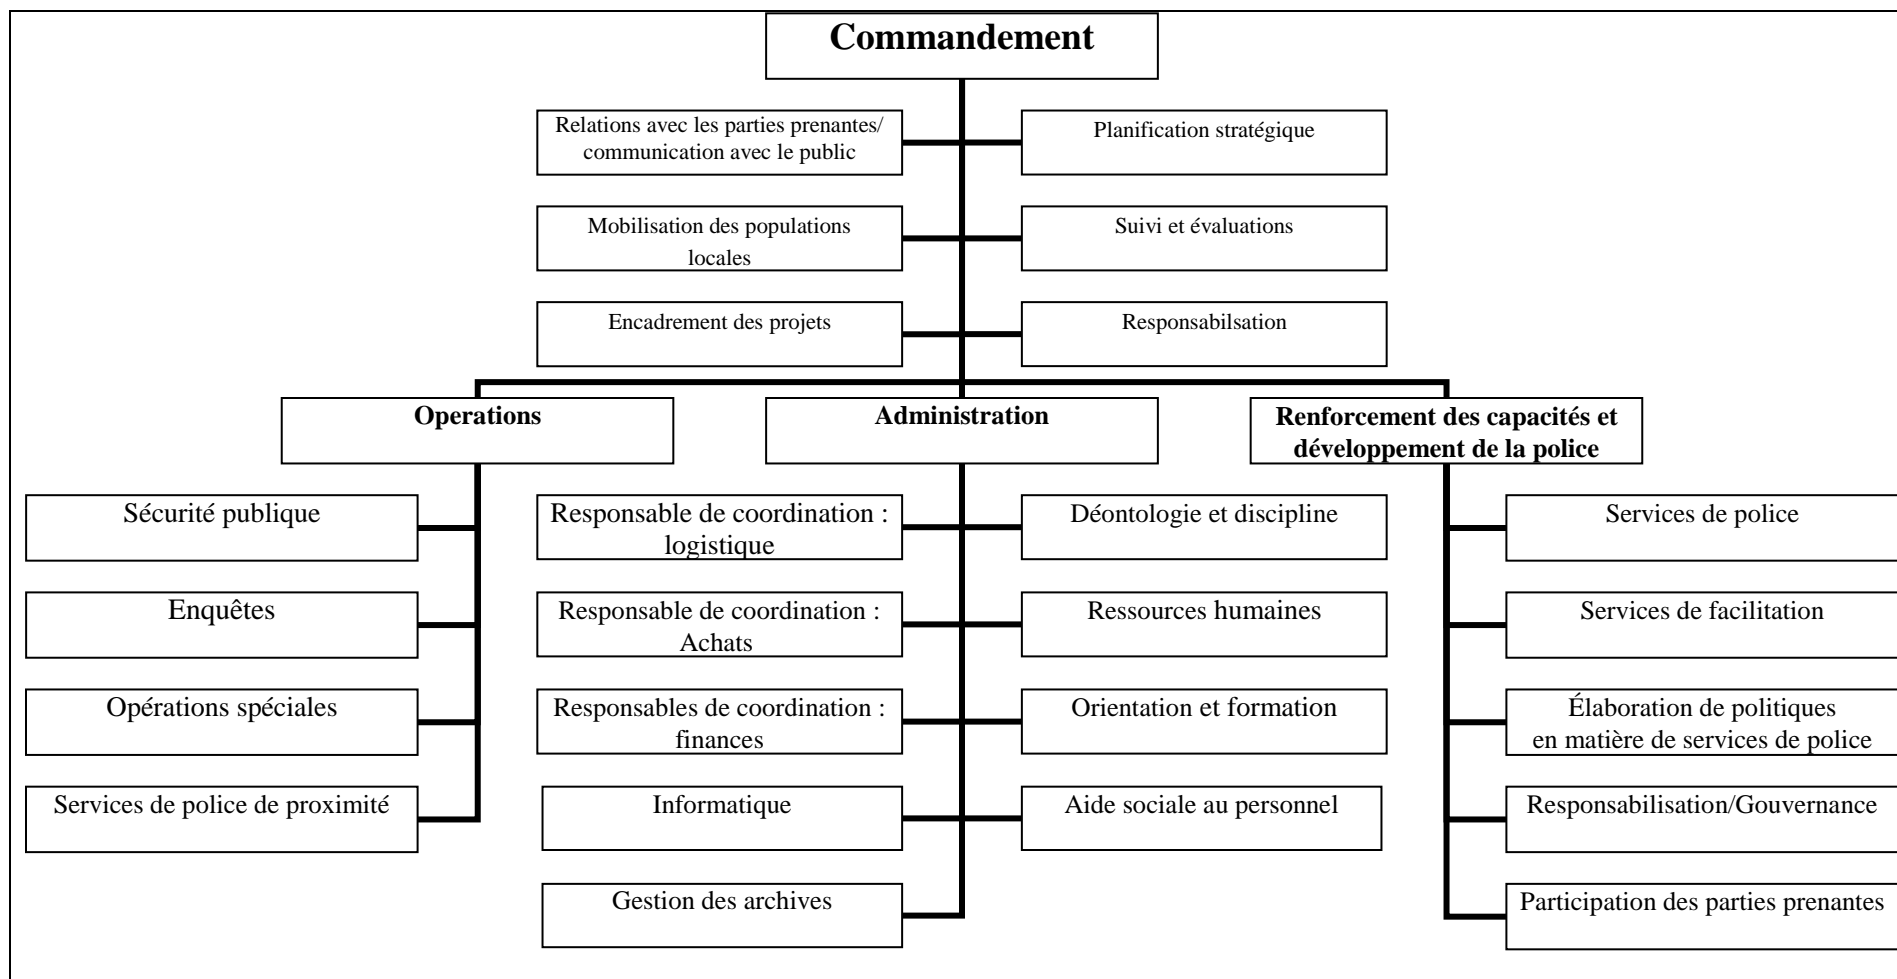 Commandement
Relations avec les parties prenantes/
communication avec le public
Planification stratégique
Mobilisation des populations
locales
Suivi et évaluations
Encadrement des projets
Responsabilsation
Operations
Administration
Renforcement des capacités et
développement de la police
Sécurité publique
Responsable de coordination :
logistique
Déontologie et discipline
Services de police
Enquêtes
Responsable de coordination :
Achats
Ressources humaines
Services de facilitation
Opérations spéciales
Responsables de coordination :
finances
Orientation et formation
Élaboration de politiques
en matière de services de police
Services de police de proximité
Informatique
Aide sociale au personnel
Responsabilisation/Gouvernance
Gestion des archives
Participation des parties prenantes